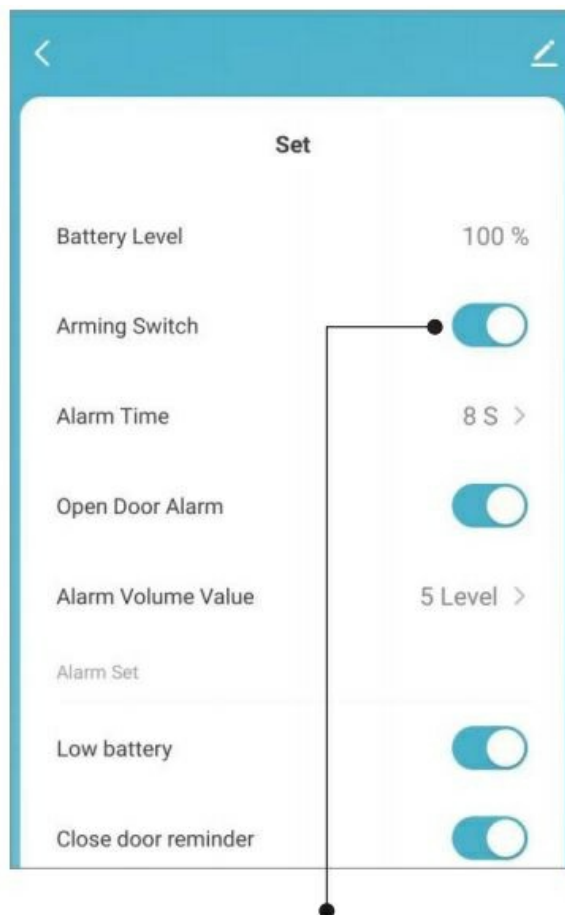 Set
Battery Level 100 %
Arming Switch
Alarm Time 8 S >
Open Door Alarm
Alarm Volume Value 5 Level >
Alarm Set
Low battery
Close door reminder